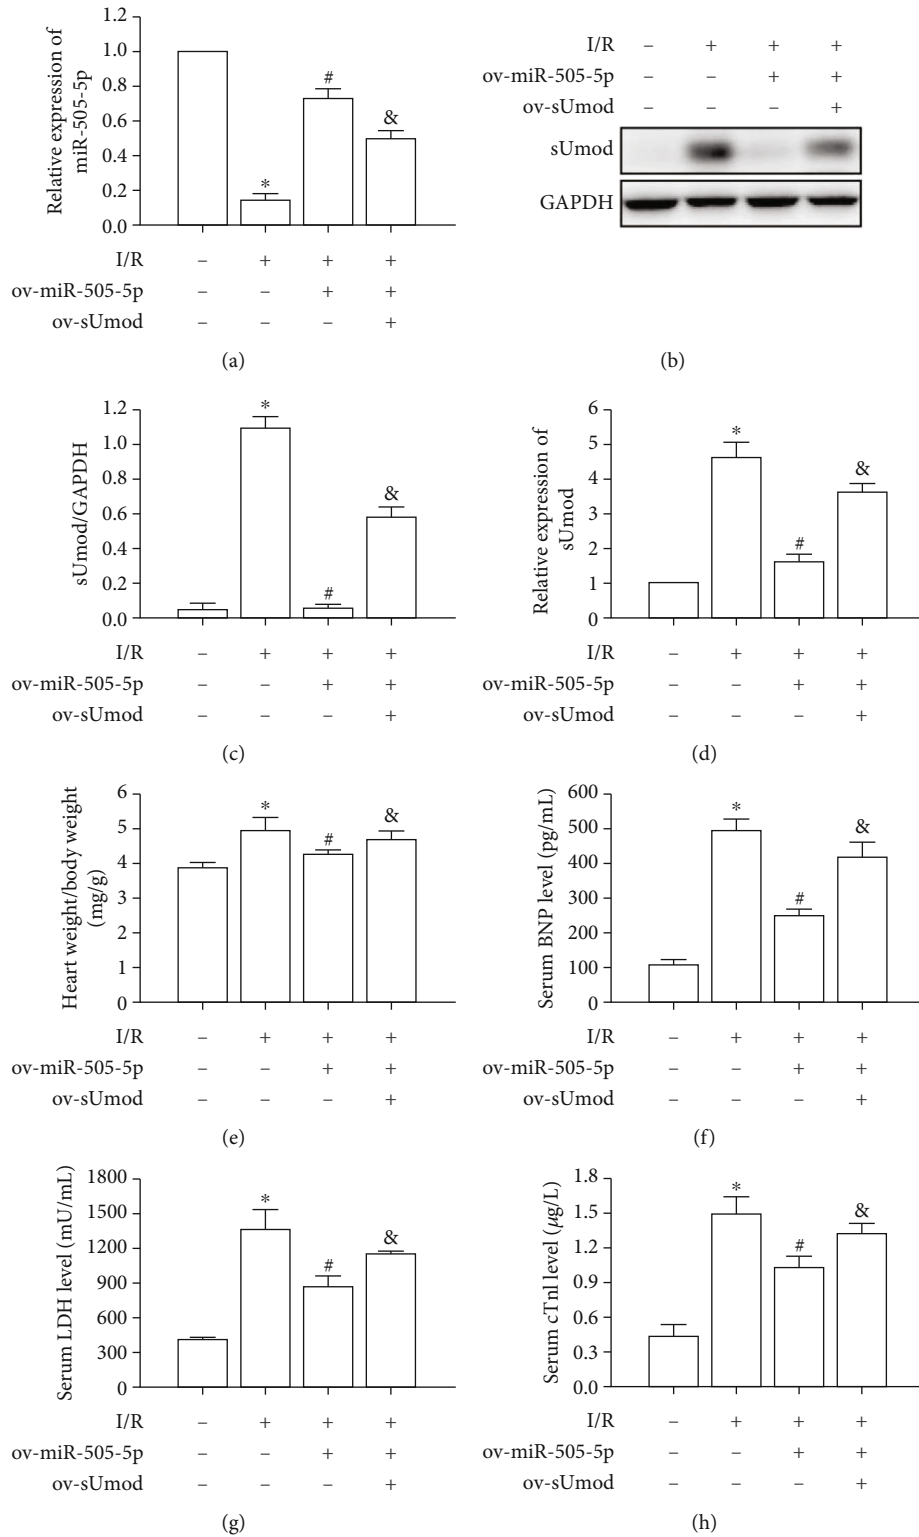 Relative expression of
miR-505-5p
1.2
1.0
0.8
0.6
0.4
0.2
0.0
*
#
&
I/R – + + +
ov-miR-505-5p – – + +
ov-sUmod – – – +
(a)
I/R – + + +
ov-miR-505-5p – – + +
ov-sUmod – – – +
sUmod
GAPDH
(b)
sUmod/GAPDH
1.2
1.0
0.8
0.6
0.4
0.2
0.0
*
#
&
I/R – + + +
ov-miR-505-5p – – + +
ov-sUmod – – – +
(c)
Relative expression of
sUmod
6
5
4
3
2
1
0
*
#
&
I/R – + + +
ov-miR-505-5p – – + +
ov-sUmod – – – +
(d)
Heart weight/body weight
(mg/g)
6
5
4
3
2
1
0
*
#
&
I/R – + + +
ov-miR-505-5p – – + +
ov-sUmod – – – +
(e)
Serum BNP level (pg/mL)
600
500
400
300
200
100
0
*
#
&
I/R – + + +
ov-miR-505-5p – – + +
ov-sUmod – – – +
(f)
Serum LDH level (mU/mL)
1800
1500
1200
900
600
300
0
*
#
&
I/R – + + +
ov-miR-505-5p – – + +
ov-sUmod – – – +
(g)
Serum cTnl level (μg/L)
1.8
1.5
1.2
0.9
0.6
0.3
0.0
*
#
&
I/R – + + +
ov-miR-505-5p – – + +
ov-sUmod – – – +
(h)